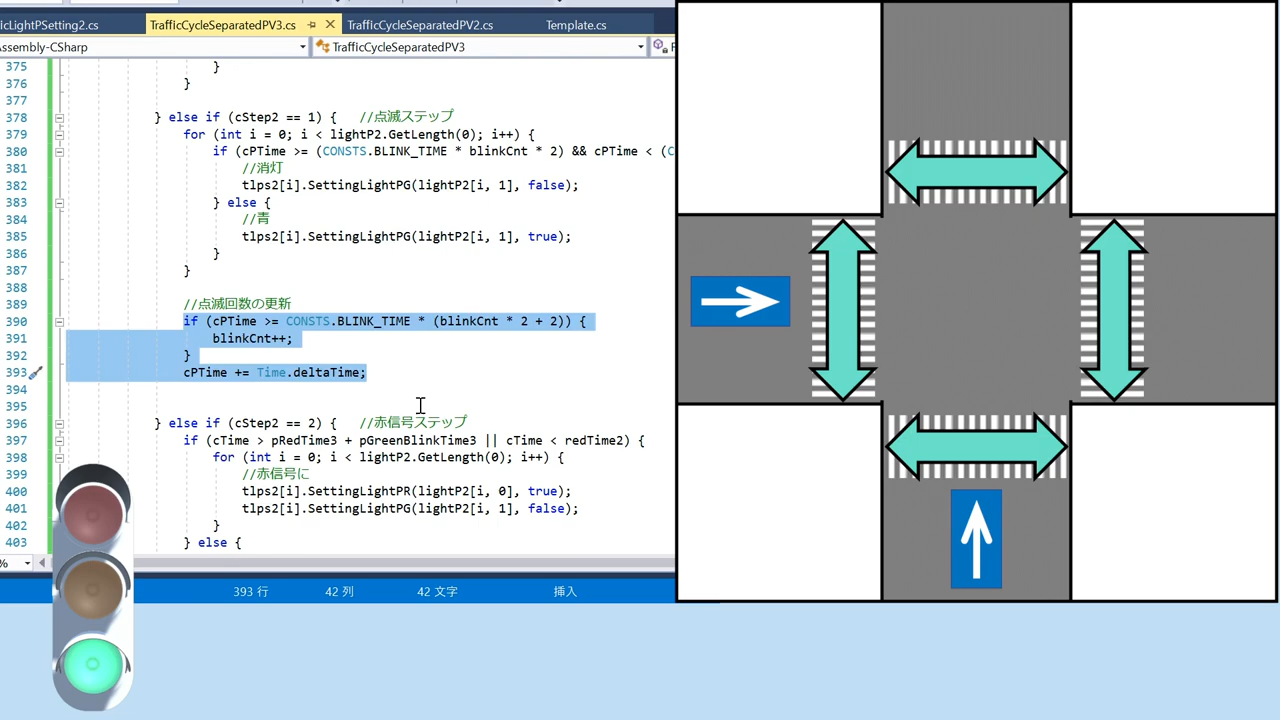 icLightPSetting2.cs
TrafficCycleSeparatedPV3.cs
TrafficCycleSeparatedPV2.cs
Template.cs
Assembly-CSharp
TrafficCycleSeparatedPV3
375 }
376 }
377
378 } else if (cStep2 == 1) { //点滅ステップ
379 for (int i = 0; i < lightP2.GetLength(0); i++) {
380 if (cPTime >= (CONSTS.BLINK_TIME * blinkCnt * 2) && cPTime < (C
381 //消灯
382 tlps2[i].SettingLightPG(lightP2[i, 1], false);
383 } else {
384 //青
385 tlps2[i].SettingLightPG(lightP2[i, 1], true);
386 }
387 }
388
389 //点滅回数の更新
390 if (cPTime >= CONSTS.BLINK_TIME * (blinkCnt * 2 + 2)) {
391 blinkCnt++;
392 }
393 cPTime += Time.deltaTime;
394
395
396 } else if (cStep2 == 2) { //赤信号ステップ
397 if (cTime > pRedTime3 + pGreenBlinkTime3 || cTime < redTime2) {
398 for (int i = 0; i < lightP2.GetLength(0); i++) {
399 //赤信号に
400 tlps2[i].SettingLightPR(lightP2[i, 0], true);
401 tlps2[i].SettingLightPG(lightP2[i, 1], false);
402 }
403 } else {
%
393 行
42 列
42 文字
挿入